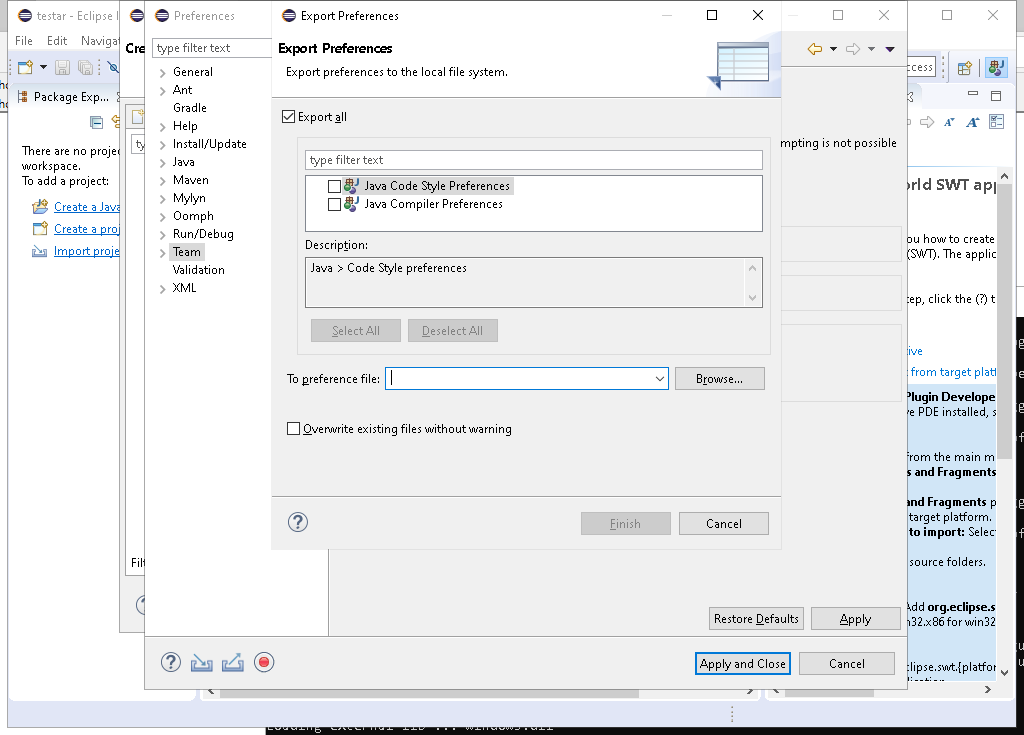 testar - Eclipse I
Preferences
Export Preferences
File Edit Navigat
Cre
type filter text
Export Preferences
Export preferences to the local file system.
cess
Package Exp...
General
Ant
Gradle
Help
Install/Update
Java
Maven
Mylyn
Oomph
Run/Debug
Team
Validation
XML
There are no projec
workspace.
To add a project:
Create a Java
Create a proj
Import proje
ty
Export all
type filter text
Java Code Style Preferences
Java Compiler Preferences
Description:
Java > Code Style preferences
Select All
Deselect All
To preference file:
Browse...
Overwrite existing files without warning
Finish
Cancel
mpting is not possible
orld SWT app
ou how to create
(SWT). The applic
tep, click the (?) t
ive
from target platf
Plugin Develope
ve PDE installed, s
from the main m
s and Fragments
and Fragments p
target platform.
to import: Select
source folders.
Add org.eclipse.s
n32.x86 for win32
clipse.swt.{platfor
lication
Filt
Restore Defaults
Apply
Apply and Close
Cancel
Loading external lib ... windows.dll